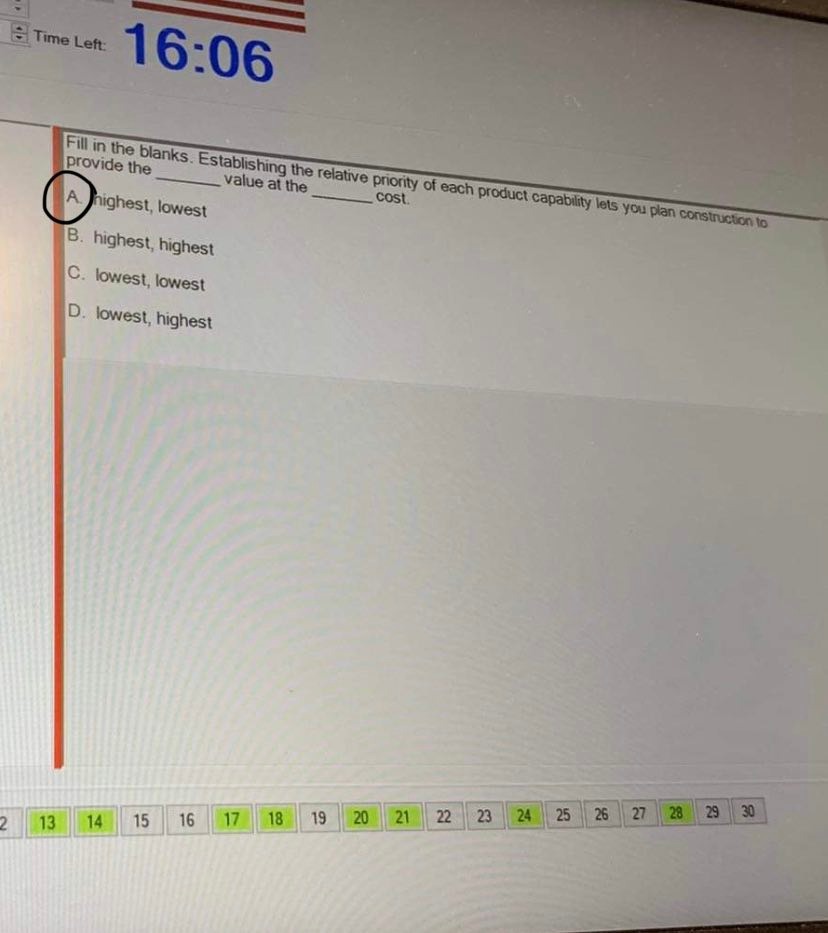 Time Left: 16:06
Fill in the blanks. Establishing the relative priority of each product capability lets you plan construction to
provide the _______ value at the _______ cost.
A. highest, lowest
B. highest, highest
C. lowest, lowest
D. lowest, highest
2 13 14 15 16 17 18 19 20 21 22 23 24 25 26 27 28 29 30